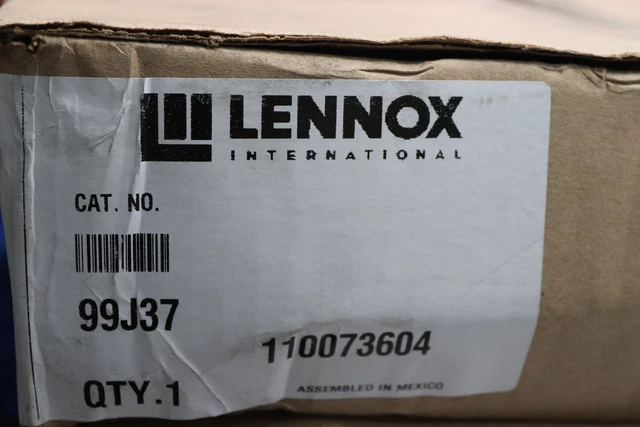 LENNOX
INTERNATIONAL
CAT. NO.
99J37
110073604
QTY.1
ASSEMBLED IN MEXICO